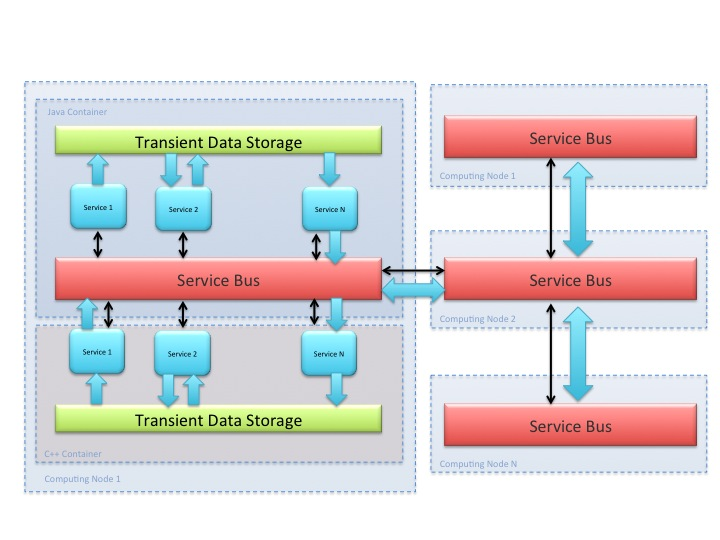 Java Container
Transient Data Storage
Service 1
Service 2
Service N
Service Bus
Service 1
Service 2
Service N
Transient Data Storage
C++ Container
Computing Node 1
Service Bus
Computing Node 1
Service Bus
Computing Node 2
Service Bus
Computing Node N